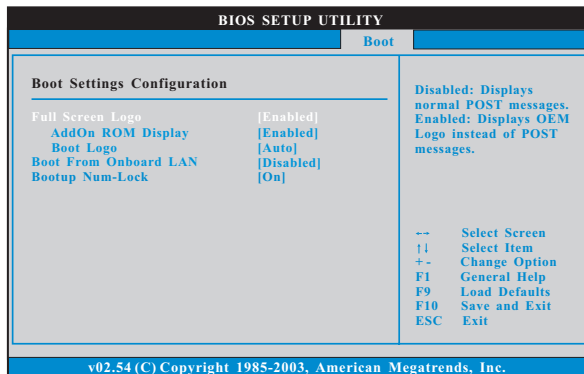 BIOS SETUP UTILITY
Boot
Boot Settings Configuration
Full Screen Logo [Enabled]
AddOn ROM Display [Enabled]
Boot Logo [Auto]
Boot From Onboard LAN [Disabled]
Bootup Num-Lock [On]
Disabled: Displays
normal POST messages.
Enabled: Displays OEM
Logo instead of POST
messages.
←→ Select Screen
↑↓ Select Item
+ - Change Option
F1 General Help
F9 Load Defaults
F10 Save and Exit
ESC Exit
v02.54 (C) Copyright 1985-2003, American Megatrends, Inc.